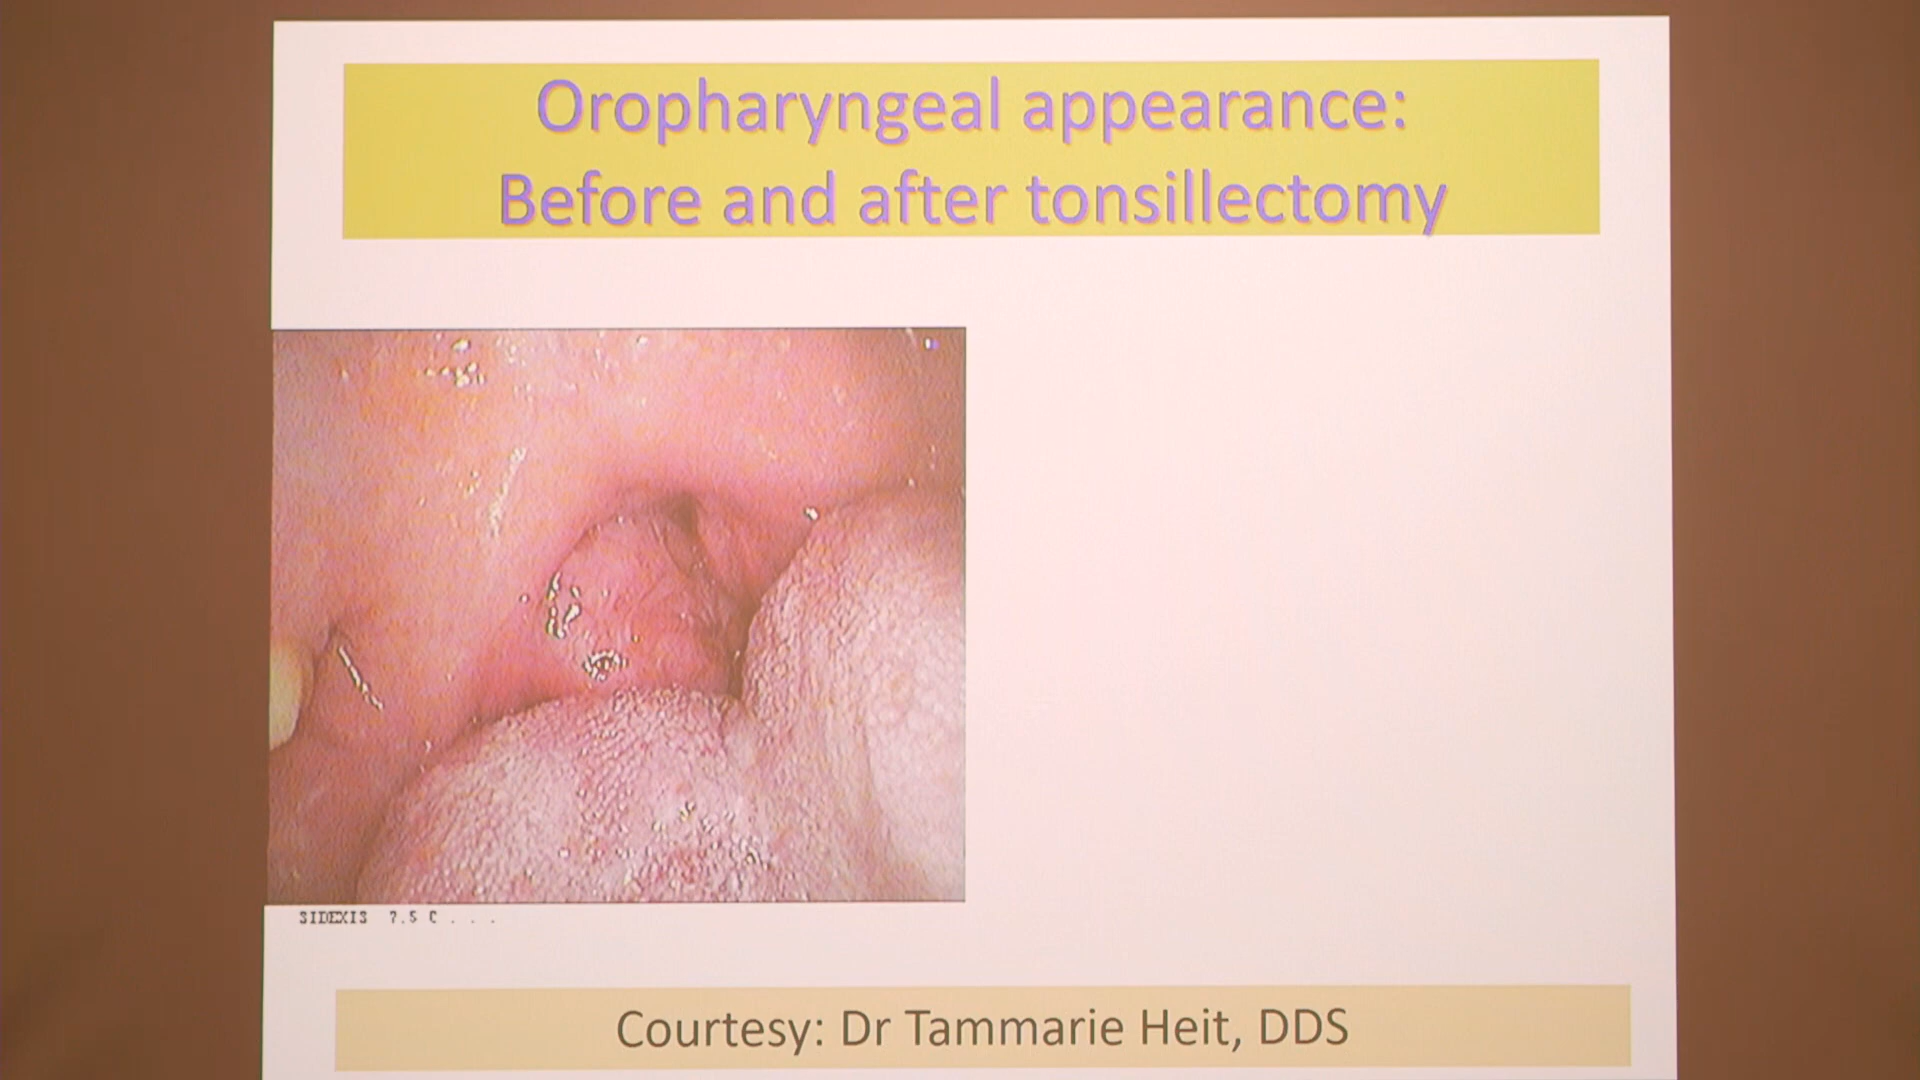 Oropharyngeal appearance:
Before and after tonsillectomy
SIDEXIS 7.5 C . . .
Courtesy: Dr Tammarie Heit, DDS